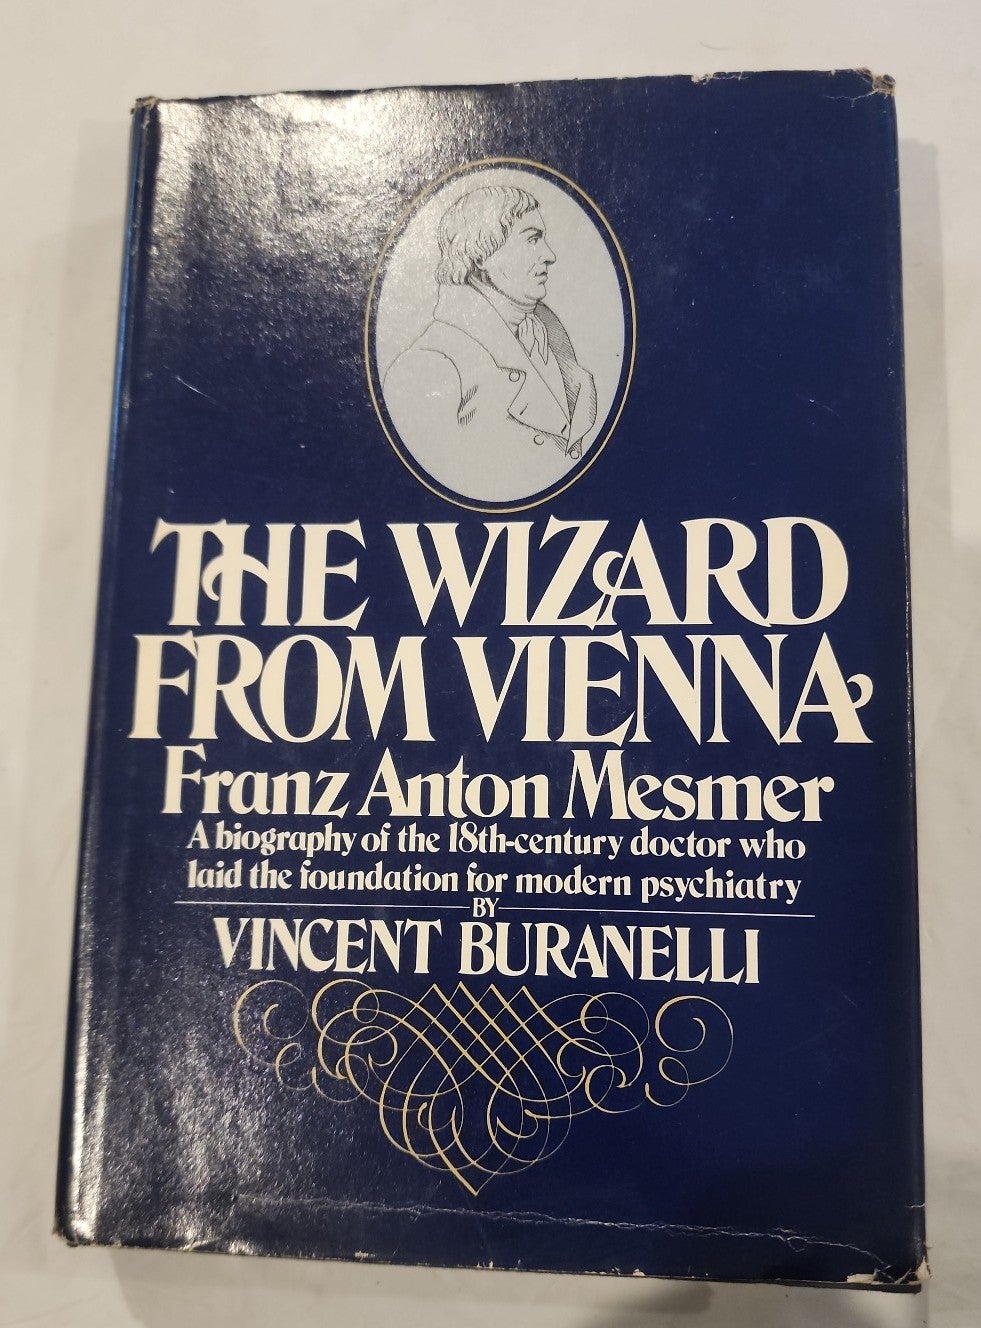 THE WIZARD
FROM VIENNA
Franz Anton Mesmer
A biography of the 18th-century doctor who
laid the foundation for modern psychiatry
BY
VINCENT BURANELLI